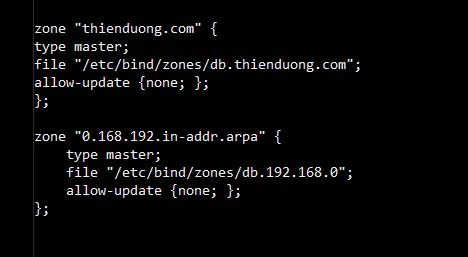 zone "thienduong.com" {
type master;
file "/etc/bind/zones/db.thienduong.com";
allow-update {none; };
};
zone "0.168.192.in-addr.arpa" {
type master;
file "/etc/bind/zones/db.192.168.0";
allow-update {none; };
};